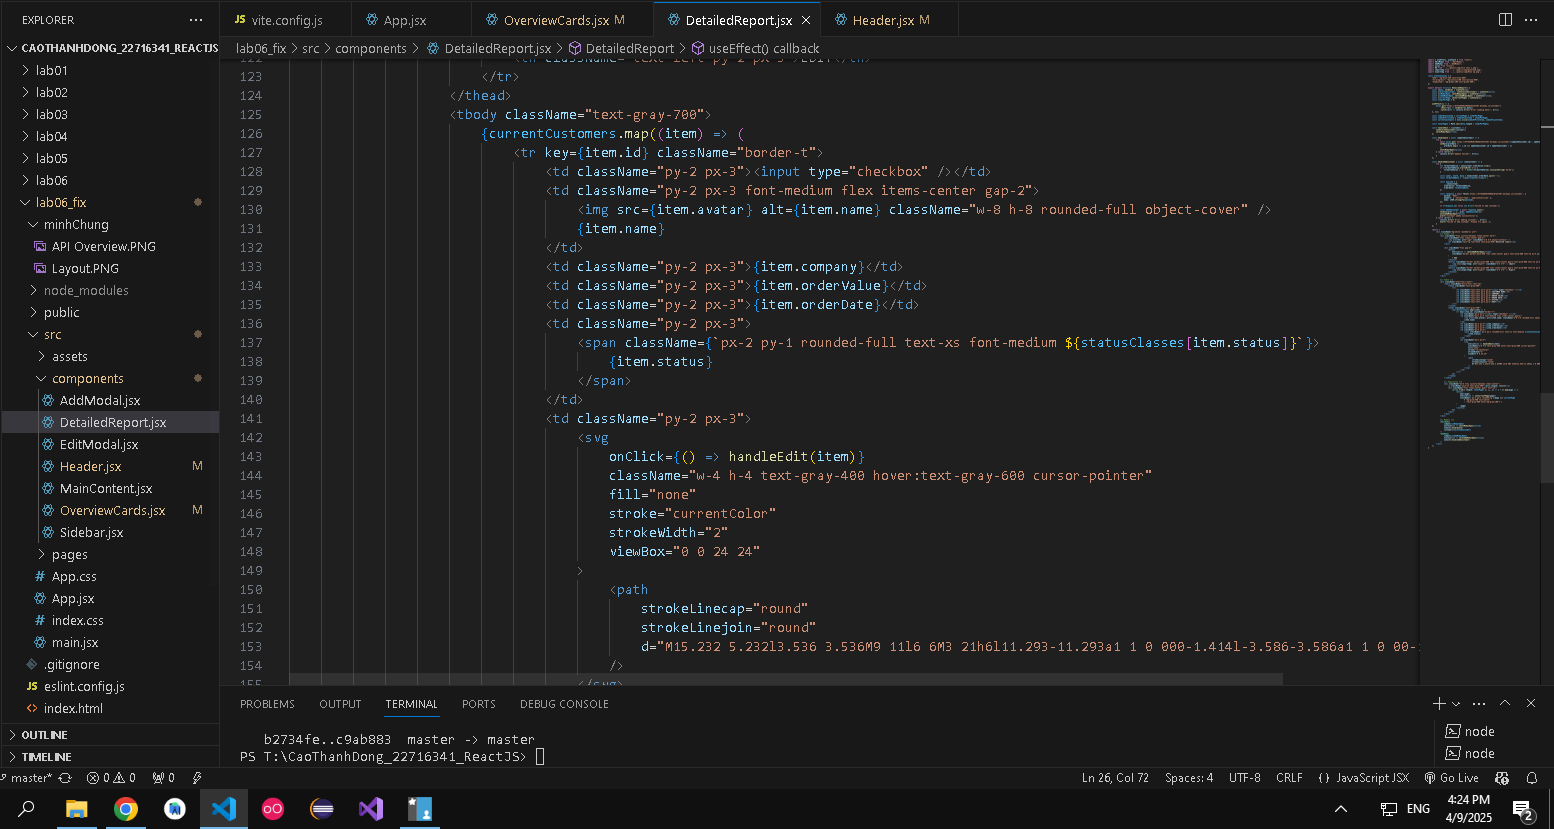 EXPLORER
CAOTHANHDONG_22716341_REACTJS
lab01
lab02
lab03
lab04
lab05
lab06
lab06_fix
minhChung
API Overview.PNG
Layout.PNG
node_modules
public
src
assets
components
AddModal.jsx
DetailedReport.jsx
EditModal.jsx
Header.jsx M
MainContent.jsx
OverviewCards.jsx M
Sidebar.jsx
pages
# App.css
App.jsx
# index.css
main.jsx
.gitignore
JS eslint.config.js
index.html
OUTLINE
TIMELINE
JS vite.config.js
App.jsx
OverviewCards.jsx M
DetailedReport.jsx
Header.jsx M
lab06_fix > src > components > DetailedReport.jsx > DetailedReport > useEffect() callback
122 <th className="text-left py-2 px-3">EDIT</th>
123 </tr>
124 </thead>
125 <tbody className="text-gray-700">
126 {currentCustomers.map((item) => (
127 <tr key={item.id} className="border-t">
128 <td className="py-2 px-3"><input type="checkbox" /></td>
129 <td className="py-2 px-3 font-medium flex items-center gap-2">
130 <img src={item.avatar} alt={item.name} className="w-8 h-8 rounded-full object-cover" />
131 {item.name}
132 </td>
133 <td className="py-2 px-3">{item.company}</td>
134 <td className="py-2 px-3">{item.orderValue}</td>
135 <td className="py-2 px-3">{item.orderDate}</td>
136 <td className="py-2 px-3">
137 <span className={`px-2 py-1 rounded-full text-xs font-medium ${statusClasses[item.status]}`}>
138 {item.status}
139 </span>
140 </td>
141 <td className="py-2 px-3">
142 <svg
143 onClick={() => handleEdit(item)}
144 className="w-4 h-4 text-gray-400 hover:text-gray-600 cursor-pointer"
145 fill="none"
146 stroke="currentColor"
147 strokeWidth="2"
148 viewBox="0 0 24 24"
149 >
150 <path
151 strokeLinecap="round"
152 strokeLinejoin="round"
153 d="M15.232 5.232l3.536 3.536M9 11l6 6M3 21h6l11.293-11.293a1 1 0 000-1.414l-3.586-3.586a1 1 0 00-
154 />
155 </svg>
PROBLEMS OUTPUT TERMINAL PORTS DEBUG CONSOLE
b2734fe..c9ab883 master -> master
PS T:\CaoThanhDong_22716341_ReactJS>
node
node
master* 0 0 0
Ln 26, Col 72 Spaces: 4 UTF-8 CRLF {} JavaScript JSX Go Live
ENG
4:24 PM
4/9/2025
2